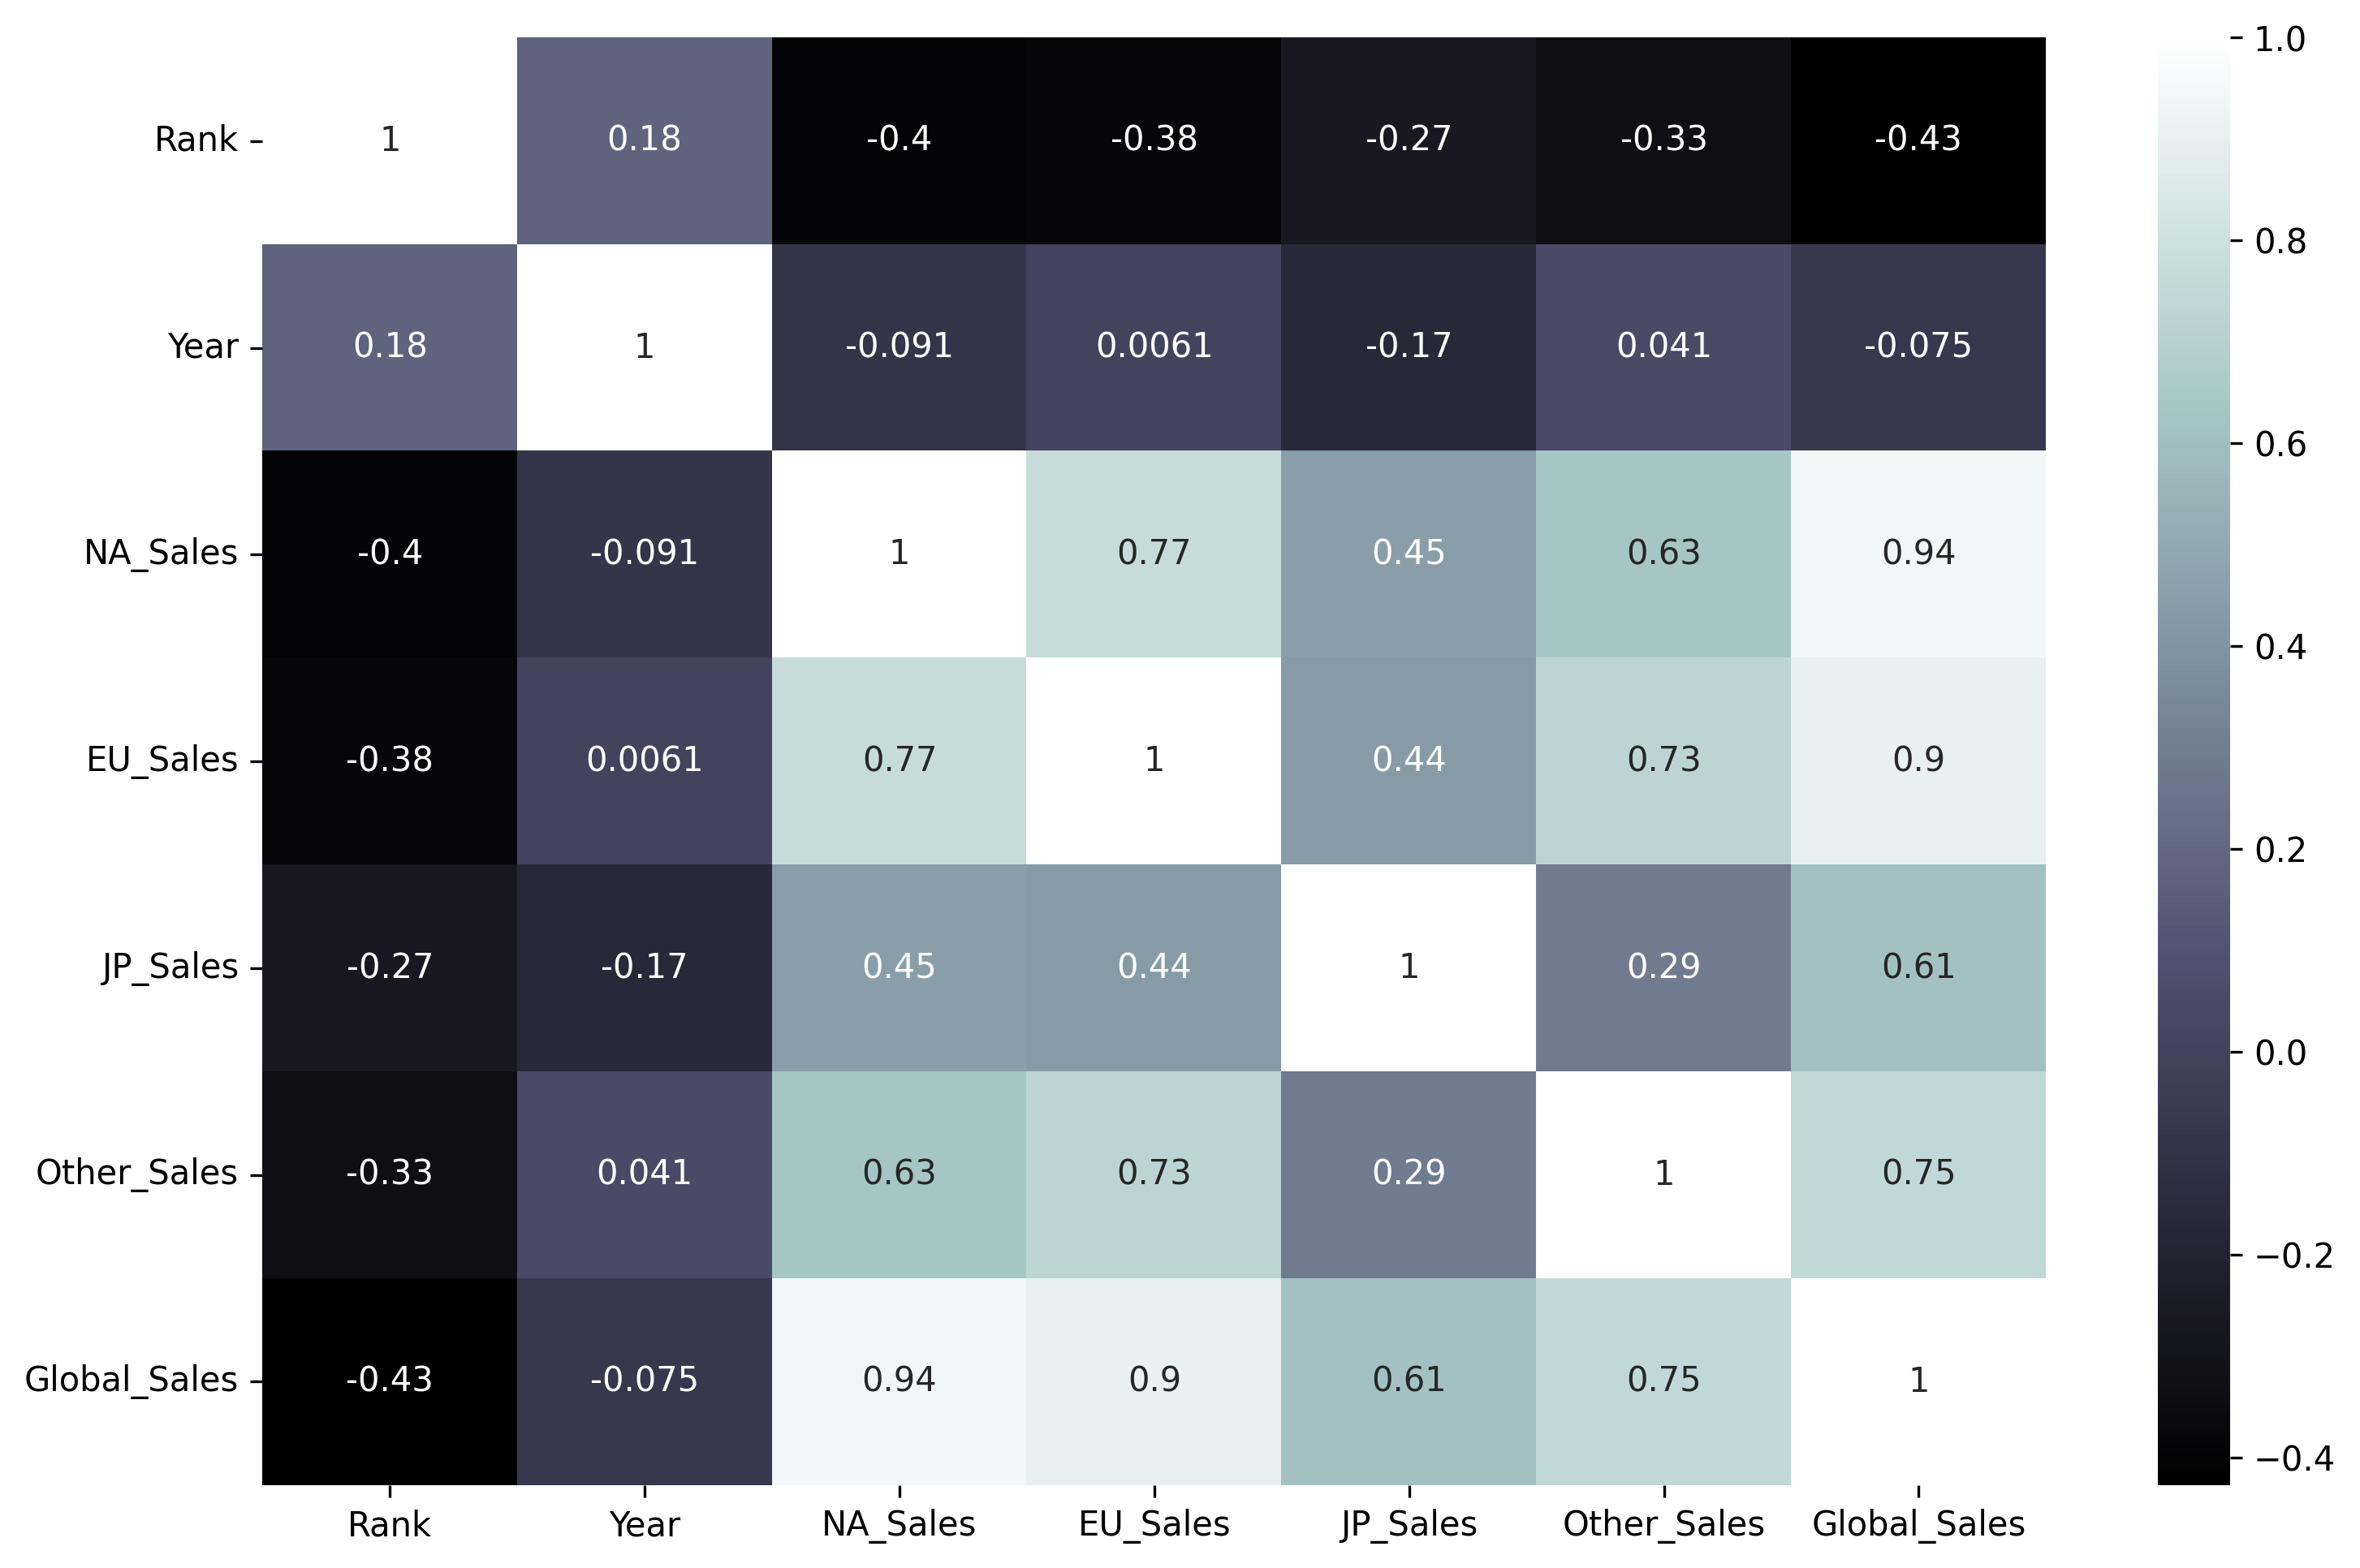 Rank 1 0.18 -0.4 -0.38 -0.27 -0.33 -0.43
Year 0.18 1 -0.091 0.0061 -0.17 0.041 -0.075
NA_Sales -0.4 -0.091 1 0.77 0.45 0.63 0.94
EU_Sales -0.38 0.0061 0.77 1 0.44 0.73 0.9
JP_Sales -0.27 -0.17 0.45 0.44 1 0.29 0.61
Other_Sales -0.33 0.041 0.63 0.73 0.29 1 0.75
Global_Sales -0.43 -0.075 0.94 0.9 0.61 0.75 1
Rank Year NA_Sales EU_Sales JP_Sales Other_Sales Global_Sales
1.0
0.8
0.6
0.4
0.2
0.0
−0.2
−0.4